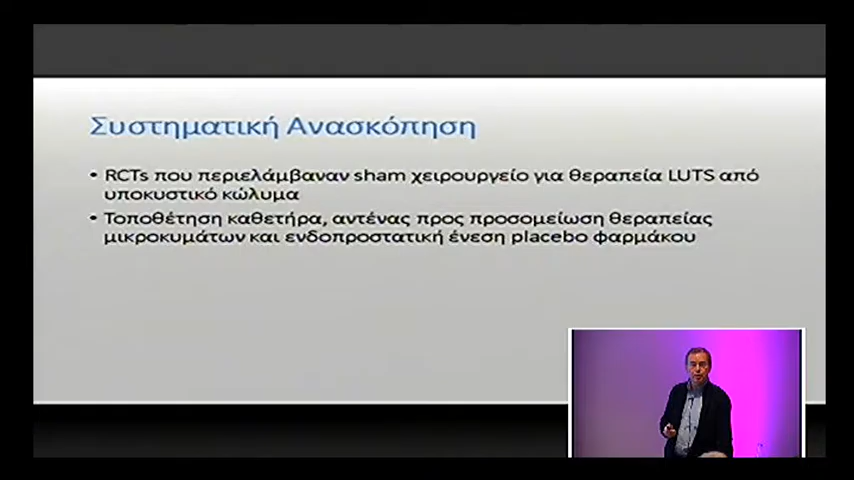 Συστηματική Ανασκόπηση
• RCTs που περιελάμβαναν sham χειρουργείο για θεραπεία LUTS από
υποκυστικό κώλυμα
• Τοποθέτηση καθετήρα, αντένας προς προσομείωση θεραπείας
μικροκυμάτων και ενδοπροστατική ένεση placebo φαρμάκου